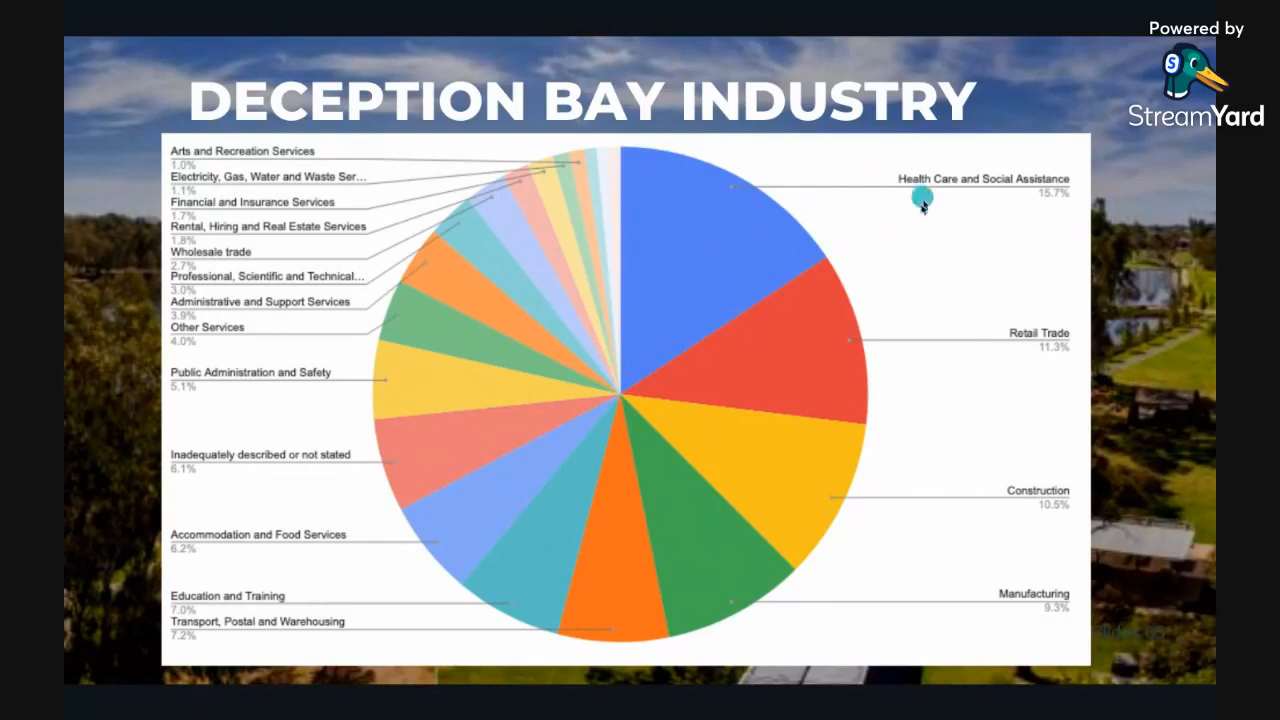 Powered by
StreamYard
DECEPTION BAY INDUSTRY
Arts and Recreation Services
1.0%
Electricity, Gas, Water and Waste Ser...
1.1%
Financial and Insurance Services
1.7%
Rental, Hiring and Real Estate Services
1.8%
Wholesale trade
2.7%
Professional, Scientific and Technical...
3.0%
Administrative and Support Services
3.9%
Other Services
4.0%
Public Administration and Safety
5.1%
Inadequately described or not stated
6.1%
Accommodation and Food Services
6.2%
Education and Training
7.0%
Transport, Postal and Warehousing
7.2%
Health Care and Social Assistance
15.7%
Retail Trade
11.3%
Construction
10.5%
Manufacturing
9.3%